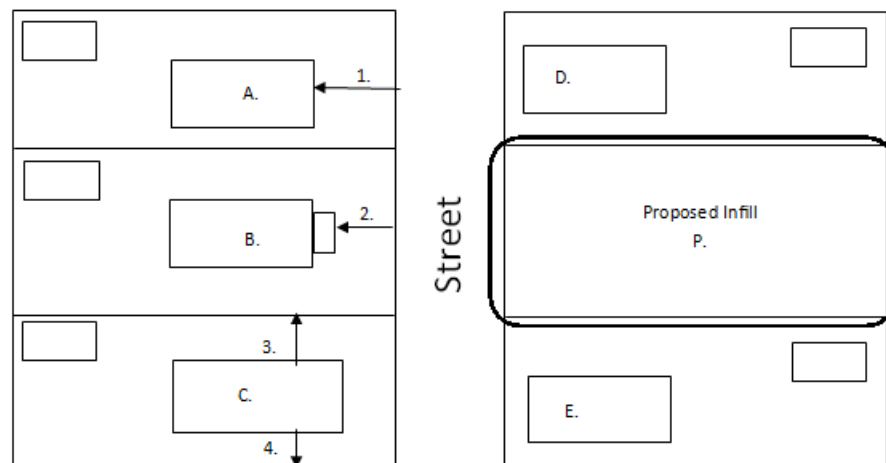 A.
1.
D.
B.
2.
Street
Proposed Infill
P.
3.
C.
4.
E.